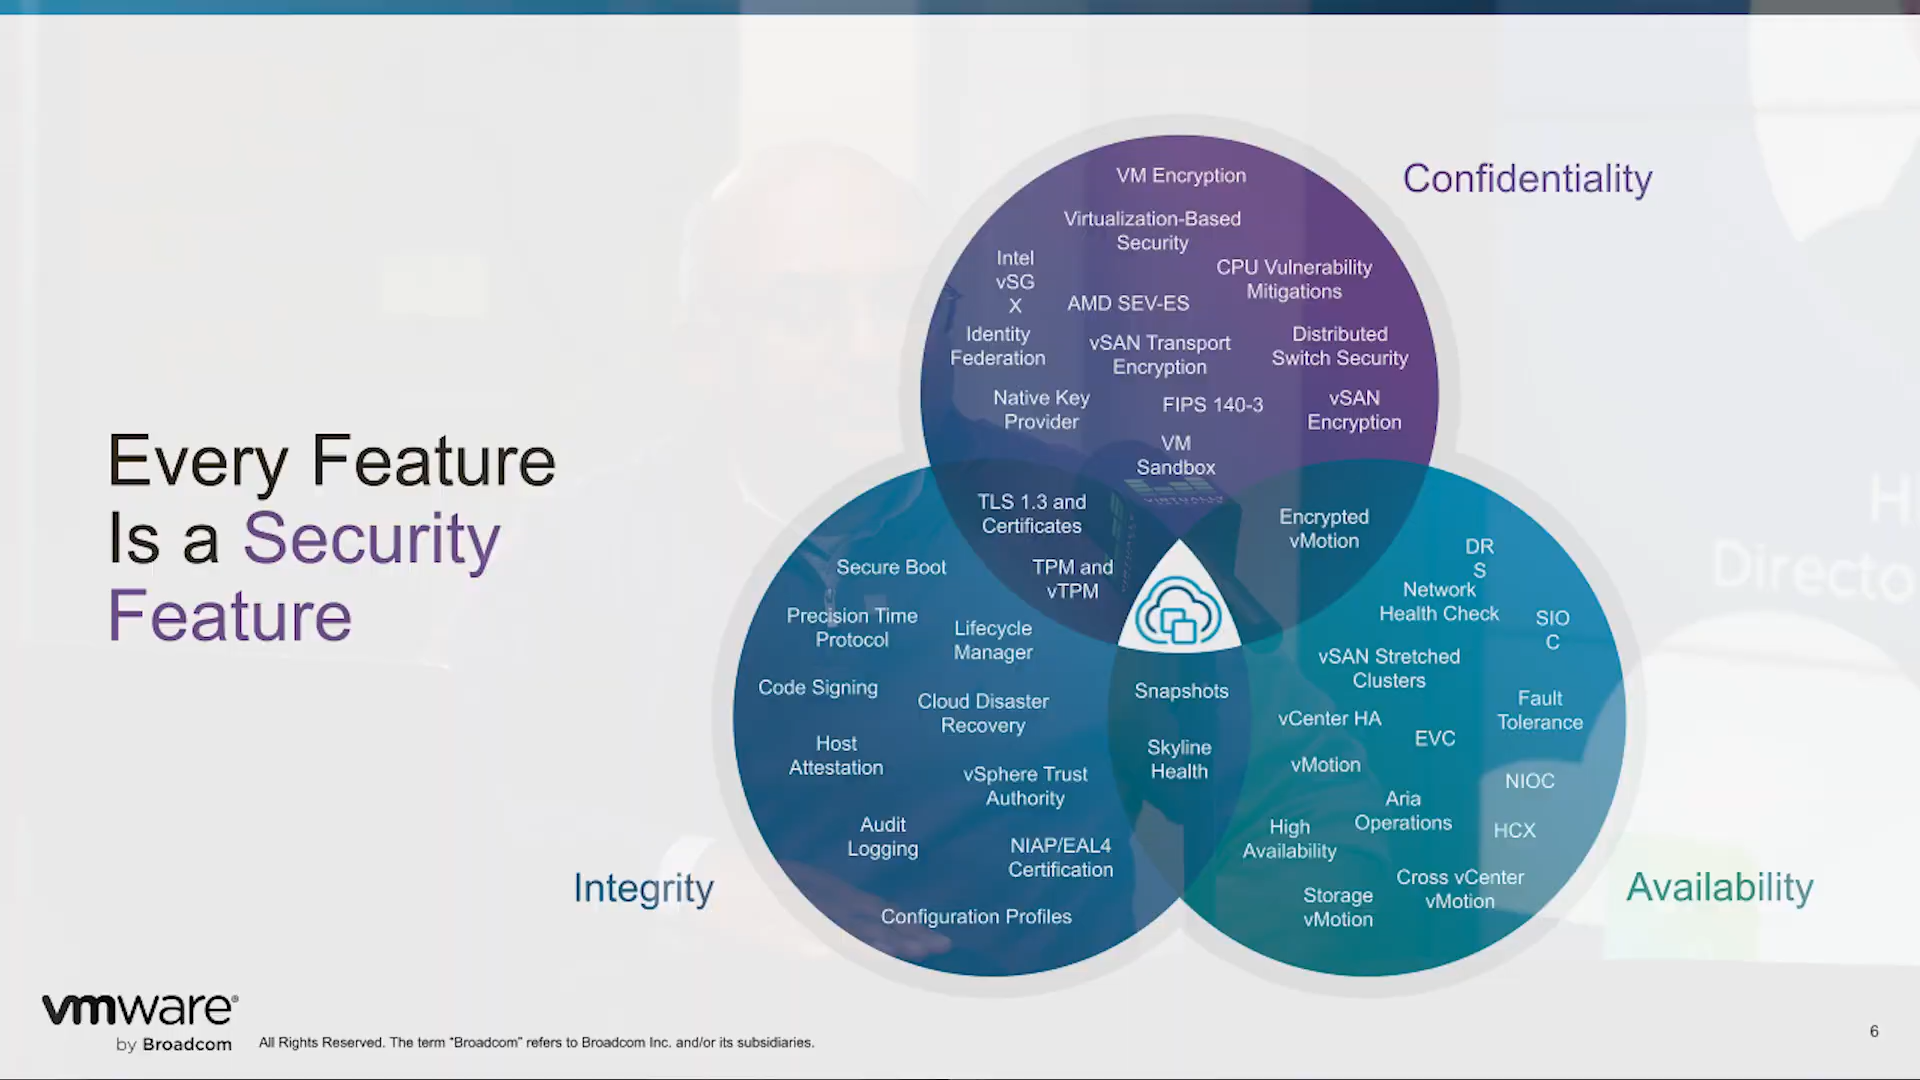 Every Feature
Is a Security
Feature
Confidentiality
VM Encryption
Virtualization-Based
Security
Intel
vSG
X
CPU Vulnerability
Mitigations
AMD SEV-ES
Identity
Federation
vSAN Transport
Encryption
Distributed
Switch Security
Native Key
Provider
FIPS 140-3
vSAN
Encryption
VM
Sandbox
VIRTUALLY
TLS 1.3 and
Certificates
TPM and
vTPM
Encrypted
vMotion
Secure Boot
Precision Time
Protocol
Lifecycle
Manager
Code Signing
Cloud Disaster
Recovery
Host
Attestation
vSphere Trust
Authority
Audit
Logging
NIAP/EAL4
Certification
Configuration Profiles
Integrity
Snapshots
Skyline
Health
DR
S
Network
Health Check
SIO
C
vSAN Stretched
Clusters
Fault
Tolerance
vCenter HA
EVC
vMotion
NIOC
Aria
Operations
HCX
High
Availability
Cross vCenter
vMotion
Storage
vMotion
Availability
H
Directo
vmware®
by Broadcom
All Rights Reserved. The term “Broadcom” refers to Broadcom Inc. and/or its subsidiaries.
6